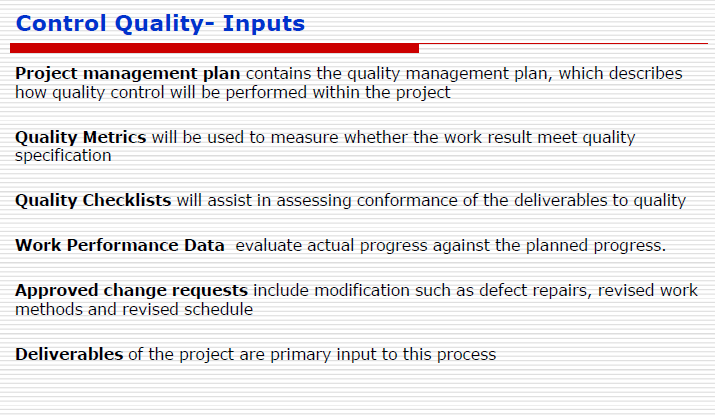 Control Quality- Inputs
Project management plan contains the quality management plan, which describes
how quality control will be performed within the project
Quality Metrics will be used to measure whether the work result meet quality
specification
Quality Checklists will assist in assessing conformance of the deliverables to quality
Work Performance Data  evaluate actual progress against the planned progress.
Approved change requests include modification such as defect repairs, revised work
methods and revised schedule
Deliverables of the project are primary input to this process